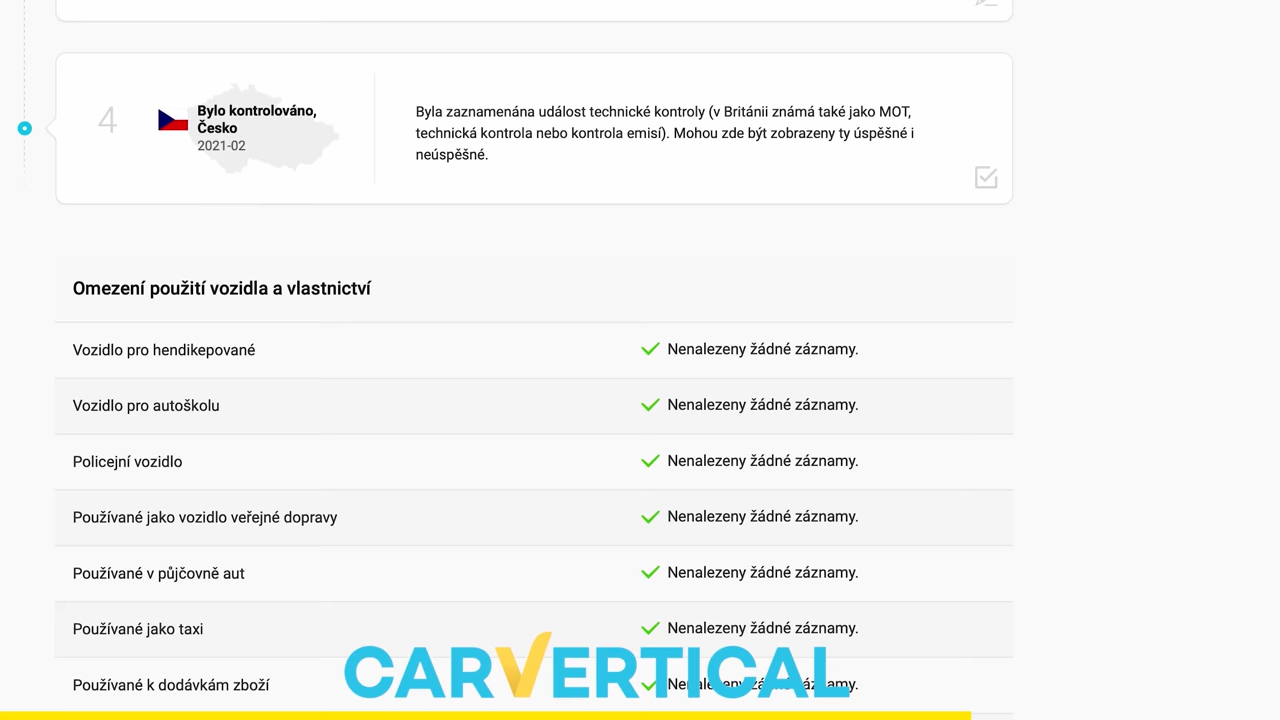 4
Bylo kontrolováno,
Česko
2021-02
Byla zaznamenána událost technické kontroly (v Británii známá také jako MOT,
technická kontrola nebo kontrola emisí). Mohou zde být zobrazeny ty úspěšné i
neúspěšné.
Omezení použití vozidla a vlastnictví
Vozidlo pro hendikepované Nenalezeny žádné záznamy.
Vozidlo pro autoškolu Nenalezeny žádné záznamy.
Policejní vozidlo Nenalezeny žádné záznamy.
Používané jako vozidlo veřejné dopravy Nenalezeny žádné záznamy.
Používané v půjčovně aut Nenalezeny žádné záznamy.
Používané jako taxi Nenalezeny žádné záznamy.
Používané k dodávkám zboží Nenalezeny žádné záznamy.
CARVERTICAL